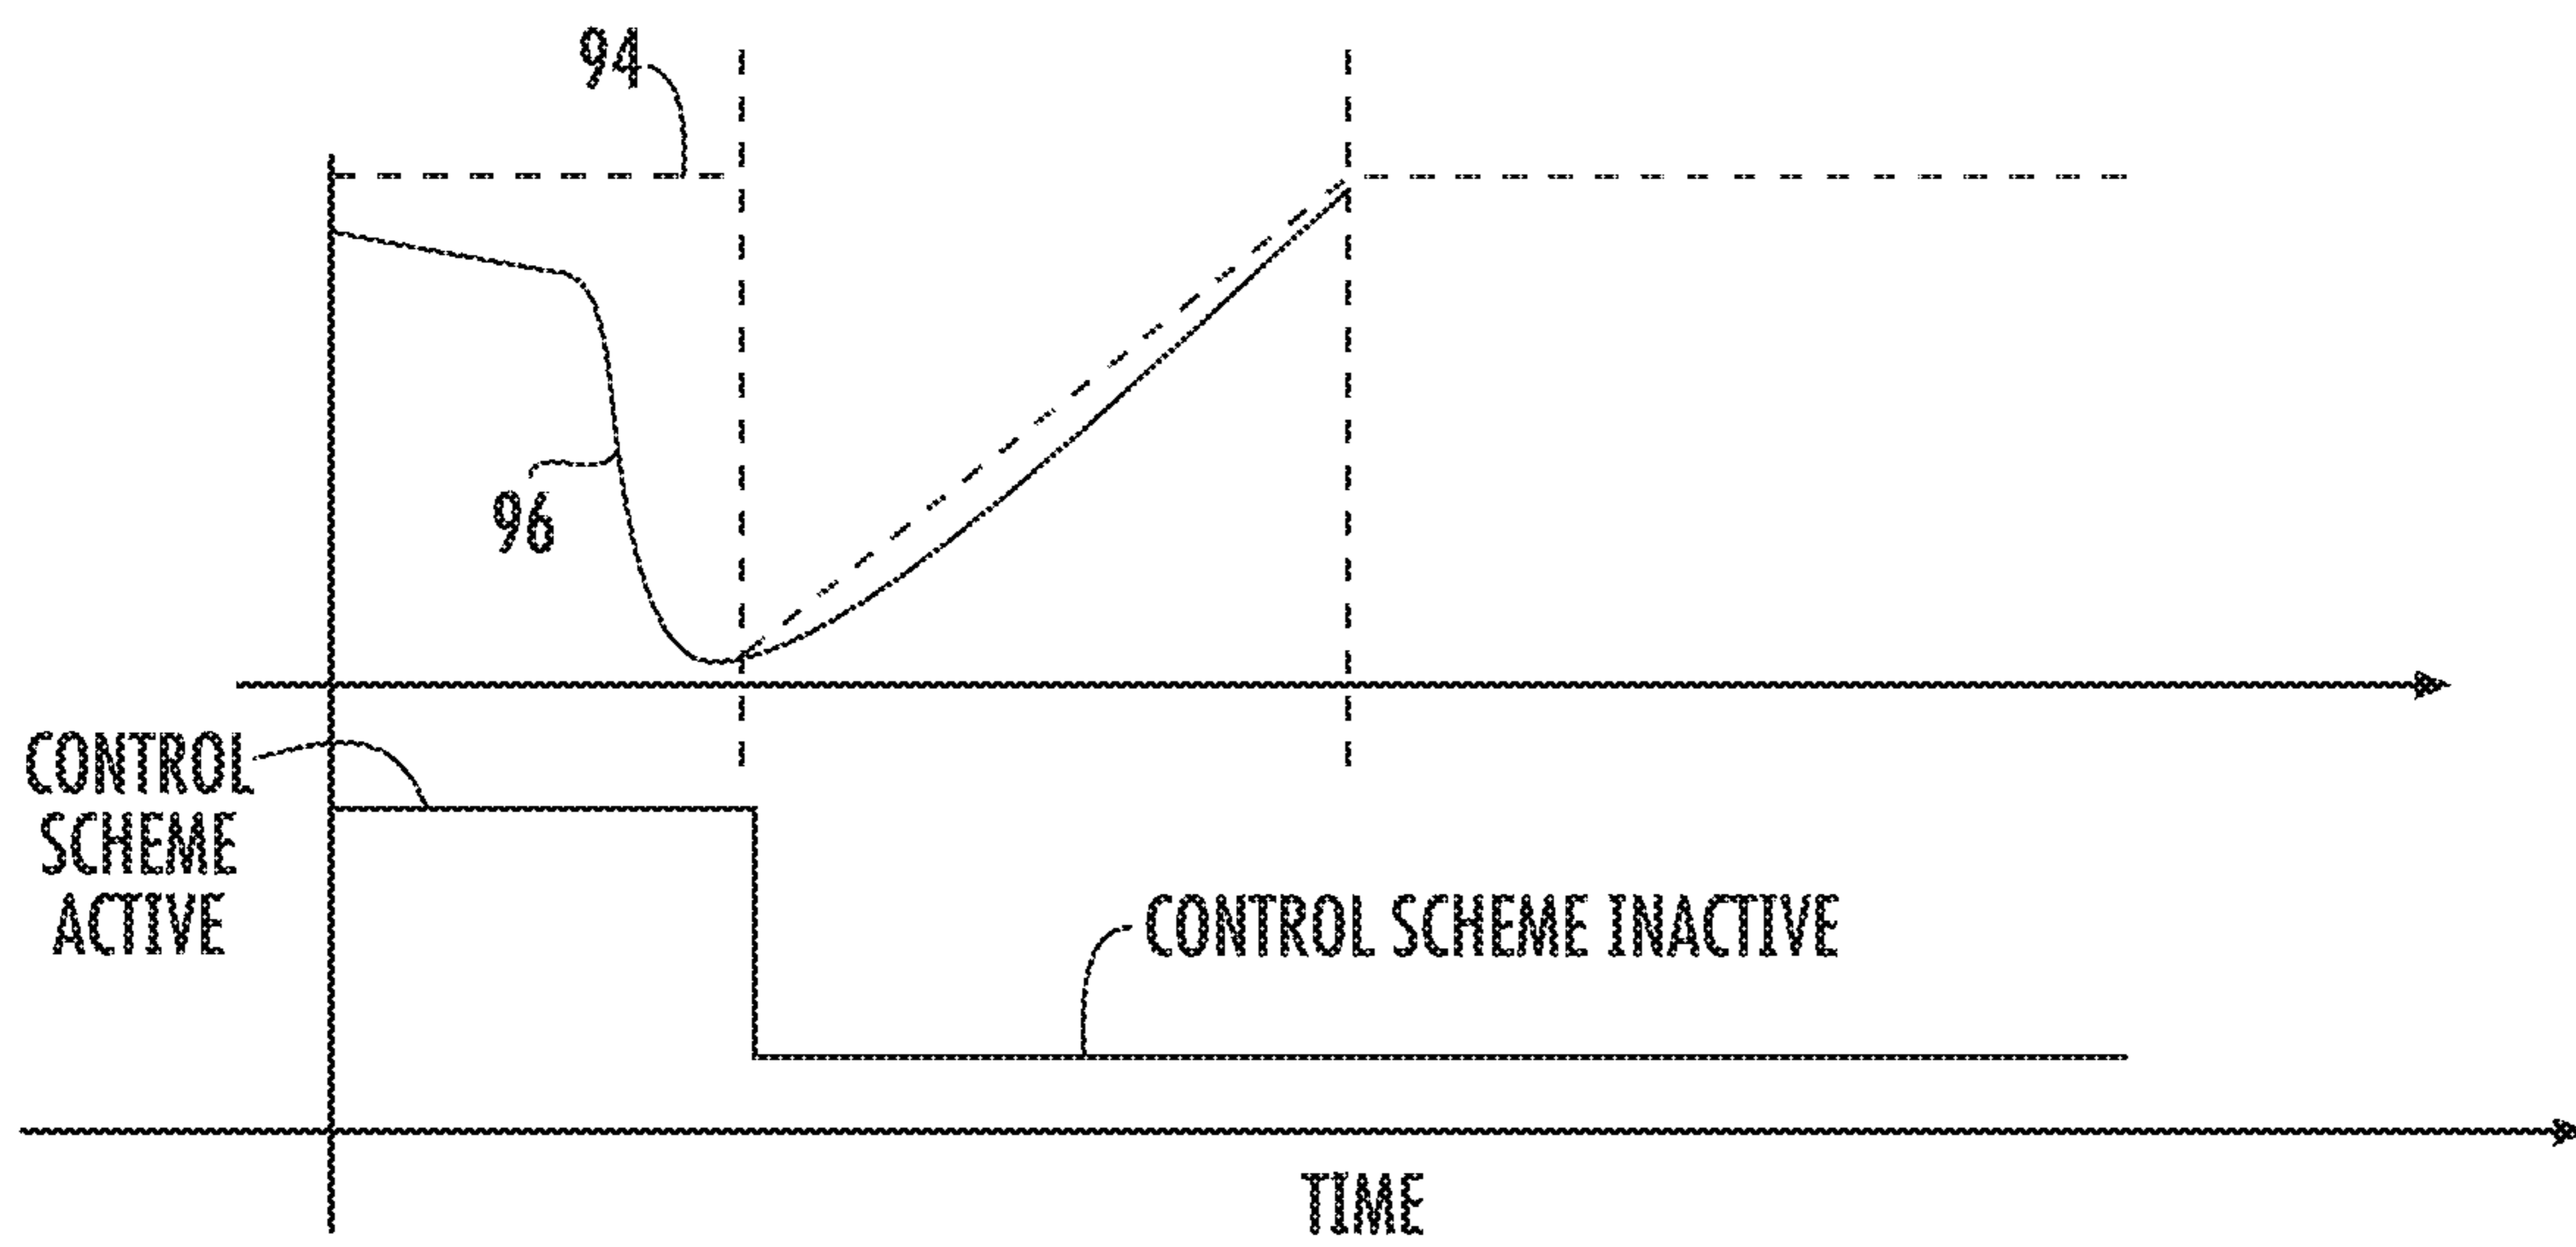 94
96
CONTROL
SCHEME
ACTIVE
CONTROL SCHEME INACTIVE
TIME